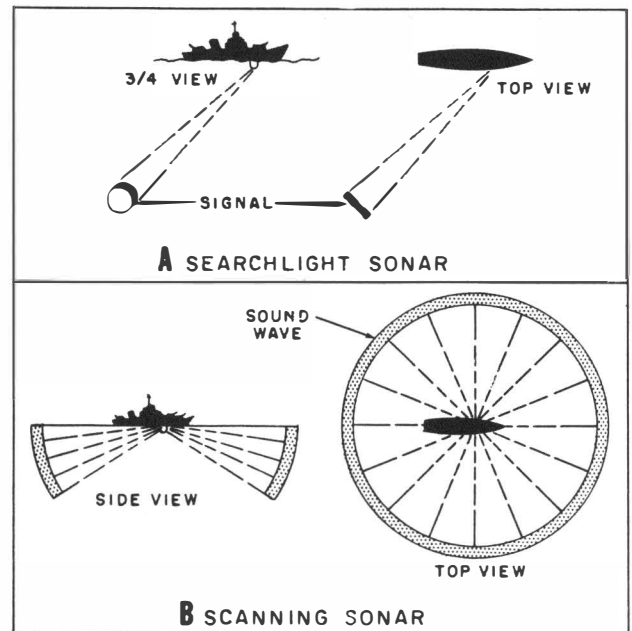 3/4 VIEW
TOP VIEW
SIGNAL
A SEARCHLIGHT SONAR
SOUND
WAVE
SIDE VIEW
TOP VIEW
B SCANNING SONAR